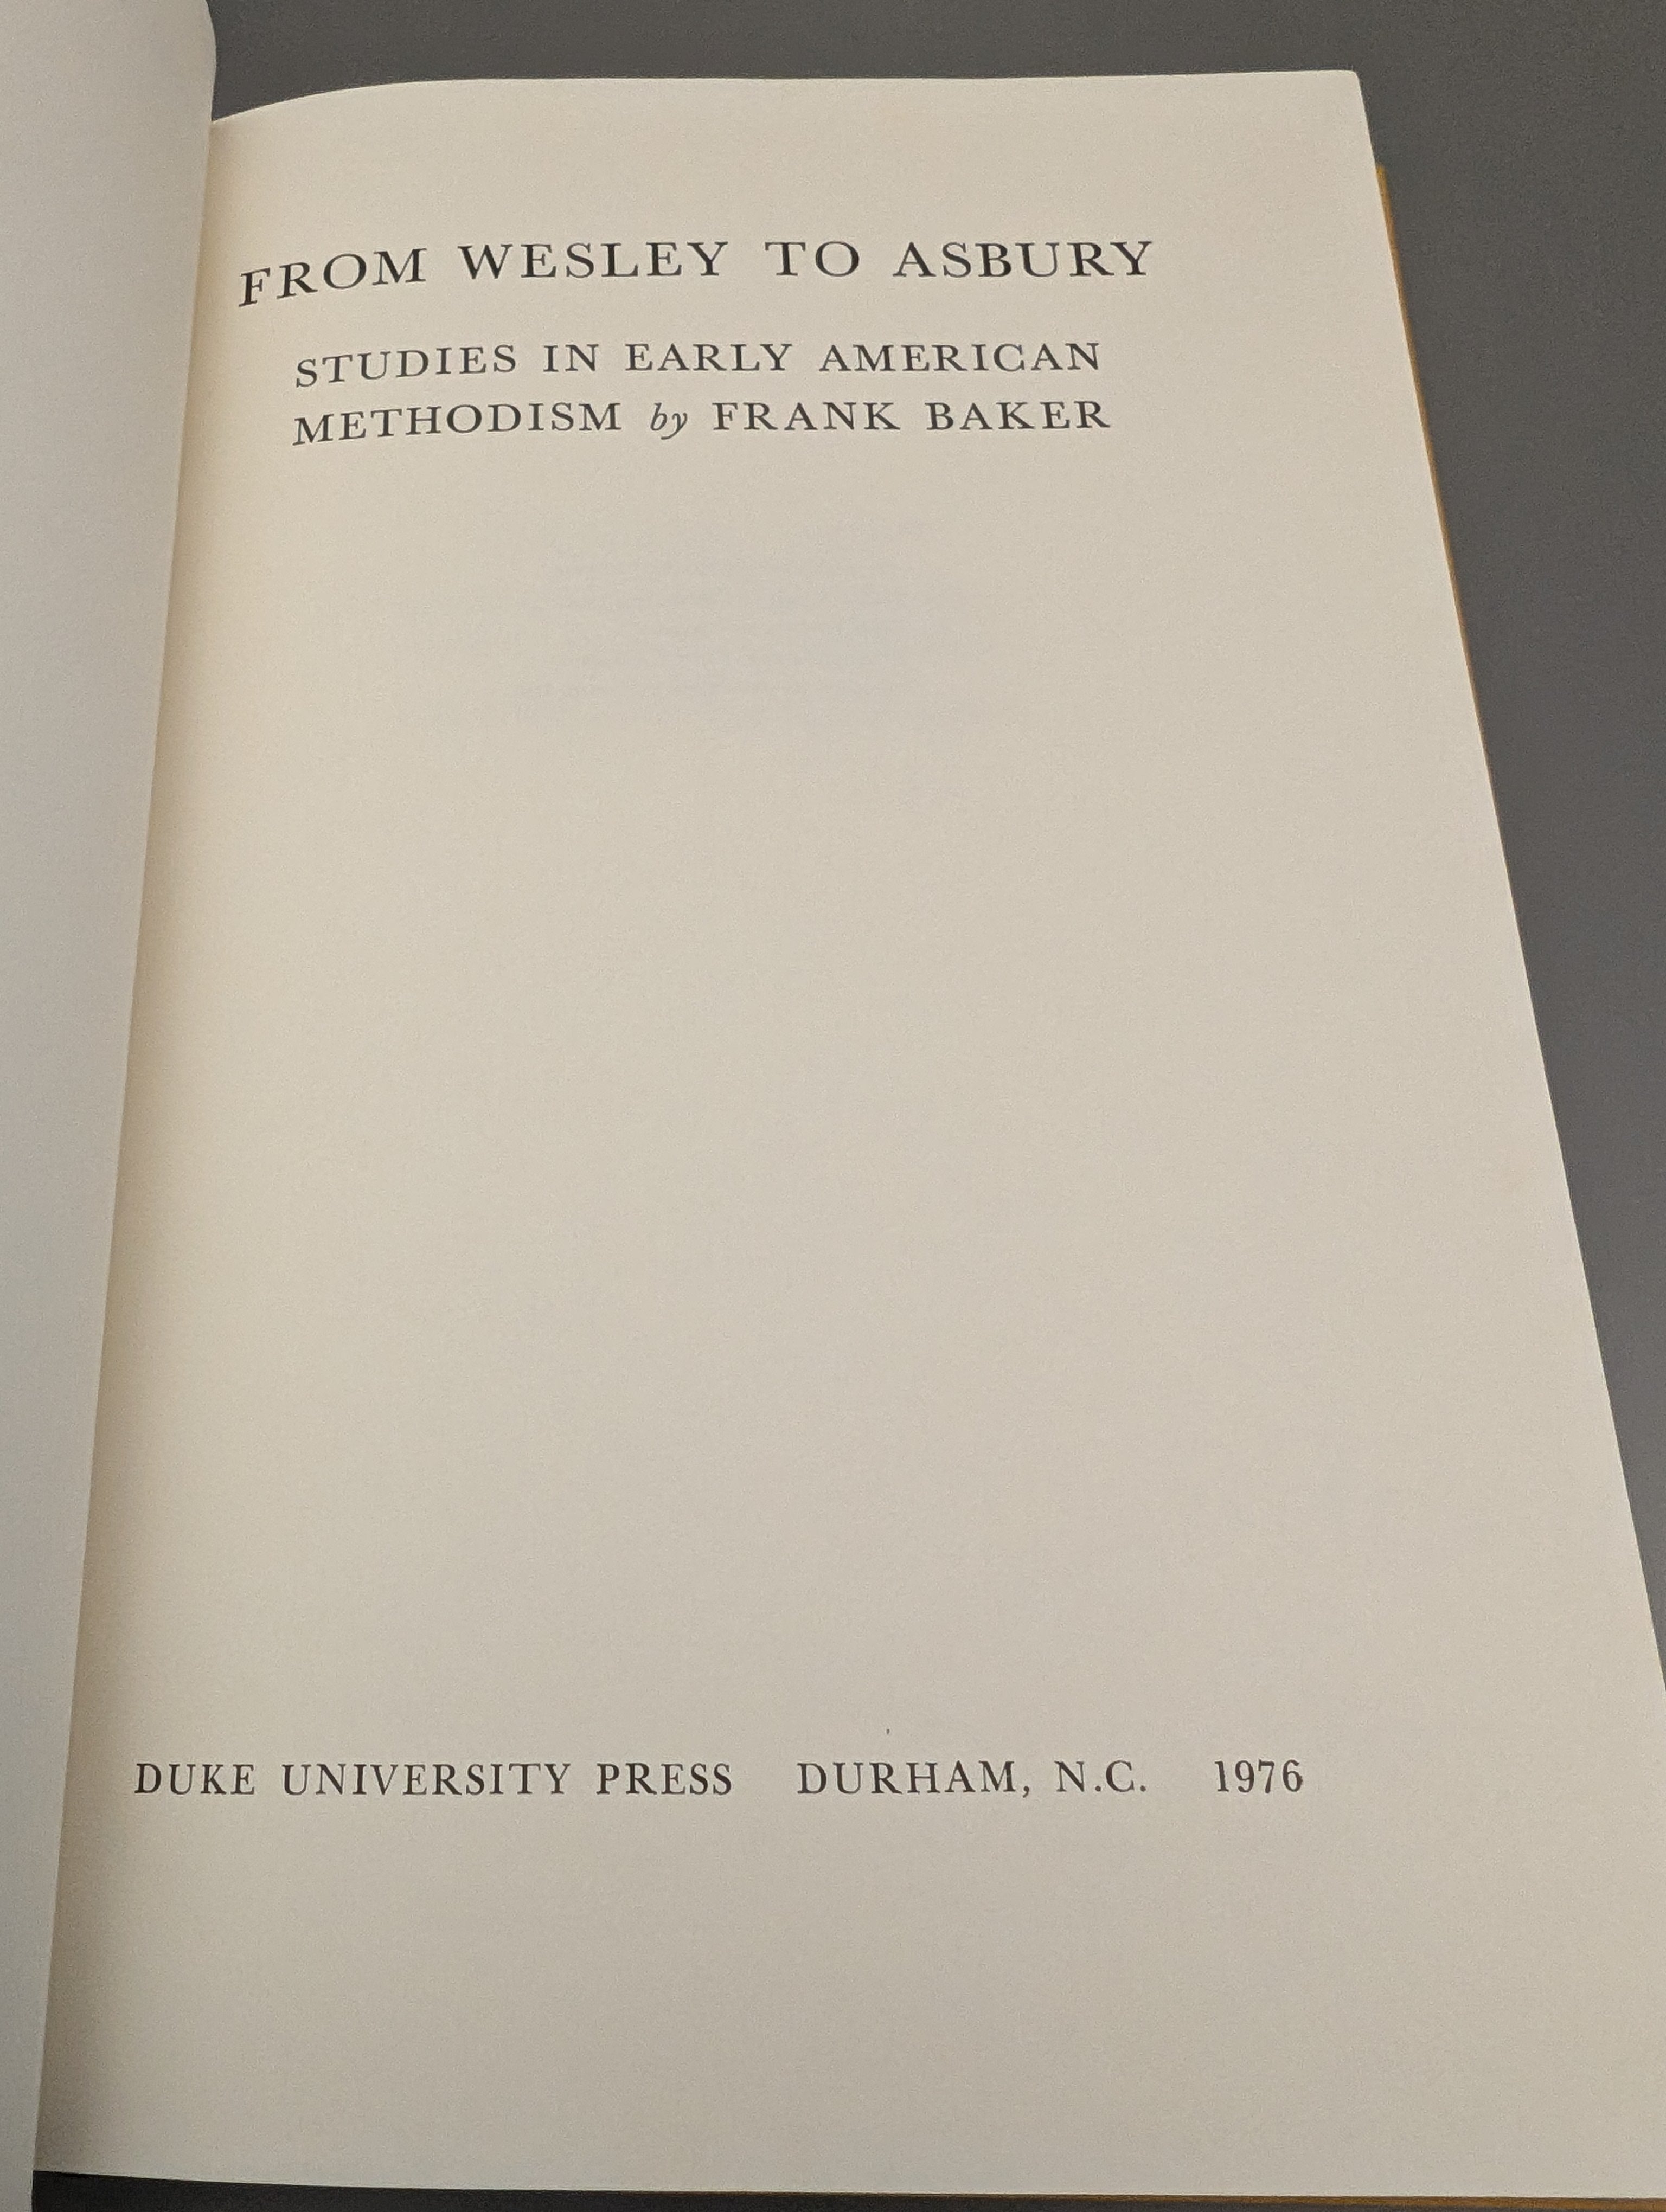 FROM WESLEY TO ASBURY
STUDIES IN EARLY AMERICAN
METHODISM by FRANK BAKER
DUKE UNIVERSITY PRESS DURHAM, N.C. 1976